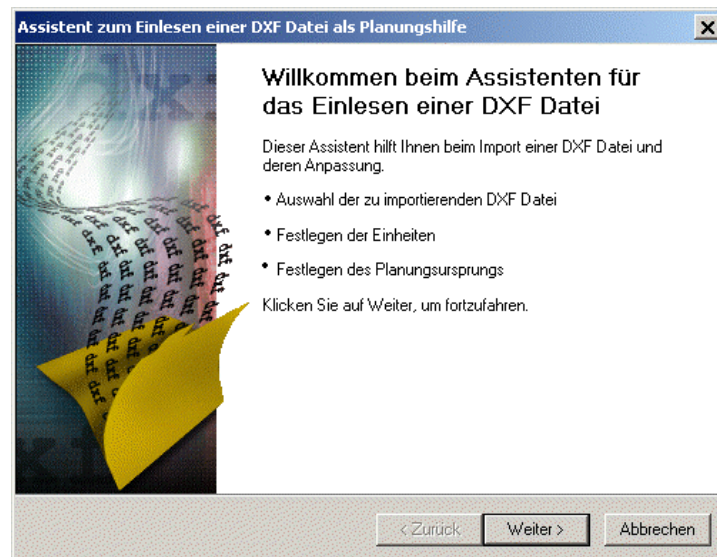 Assistent zum Einlesen einer DXF Datei als Planungshilfe
Willkommen beim Assistenten für
das Einlesen einer DXF Datei
Dieser Assistent hilft Ihnen beim Import einer DXF Datei und
deren Anpassung.
• Auswahl der zu importierenden DXF Datei
• Festlegen der Einheiten
• Festlegen des Planungsursprungs
Klicken Sie auf Weiter, um fortzufahren.
< Zurück
Weiter >
Abbrechen